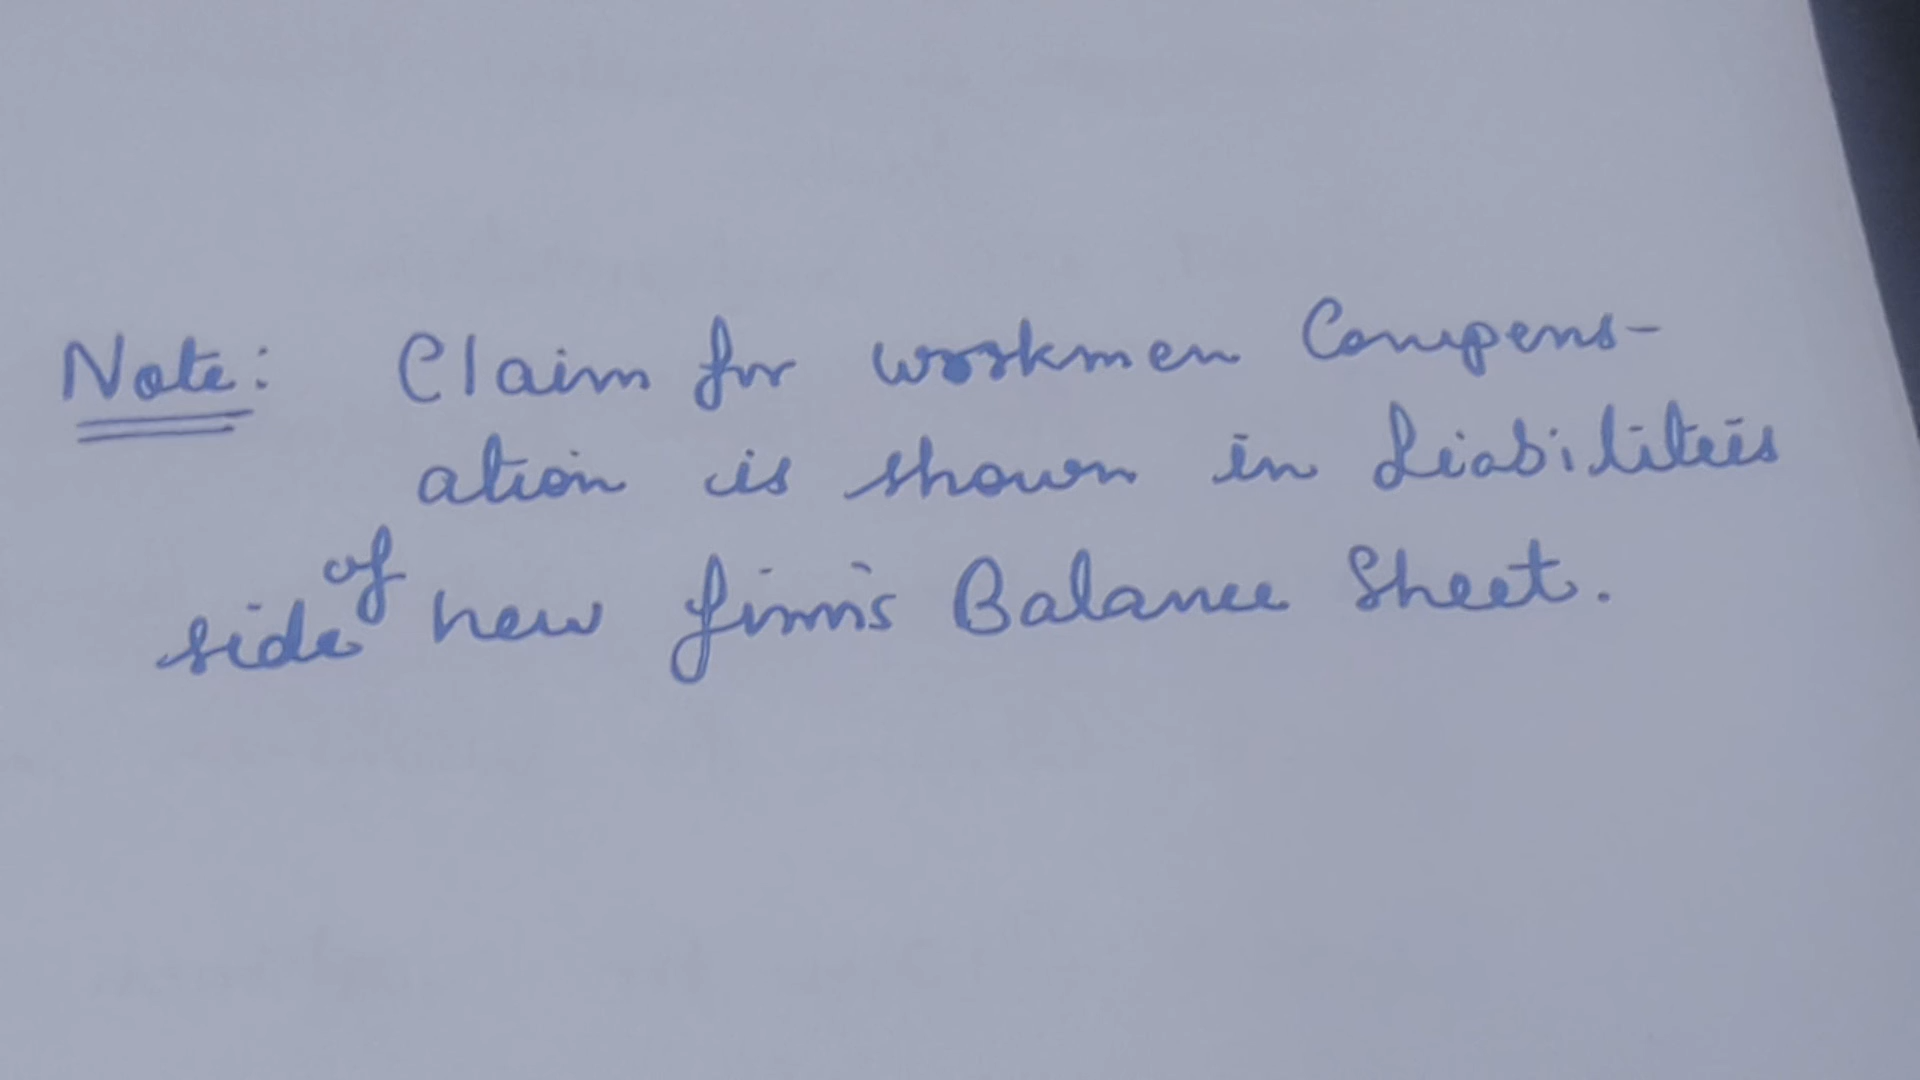 Note: Claim for workmen Compens-
ation is shown in Liabilities
side of new firm's Balance Sheet.